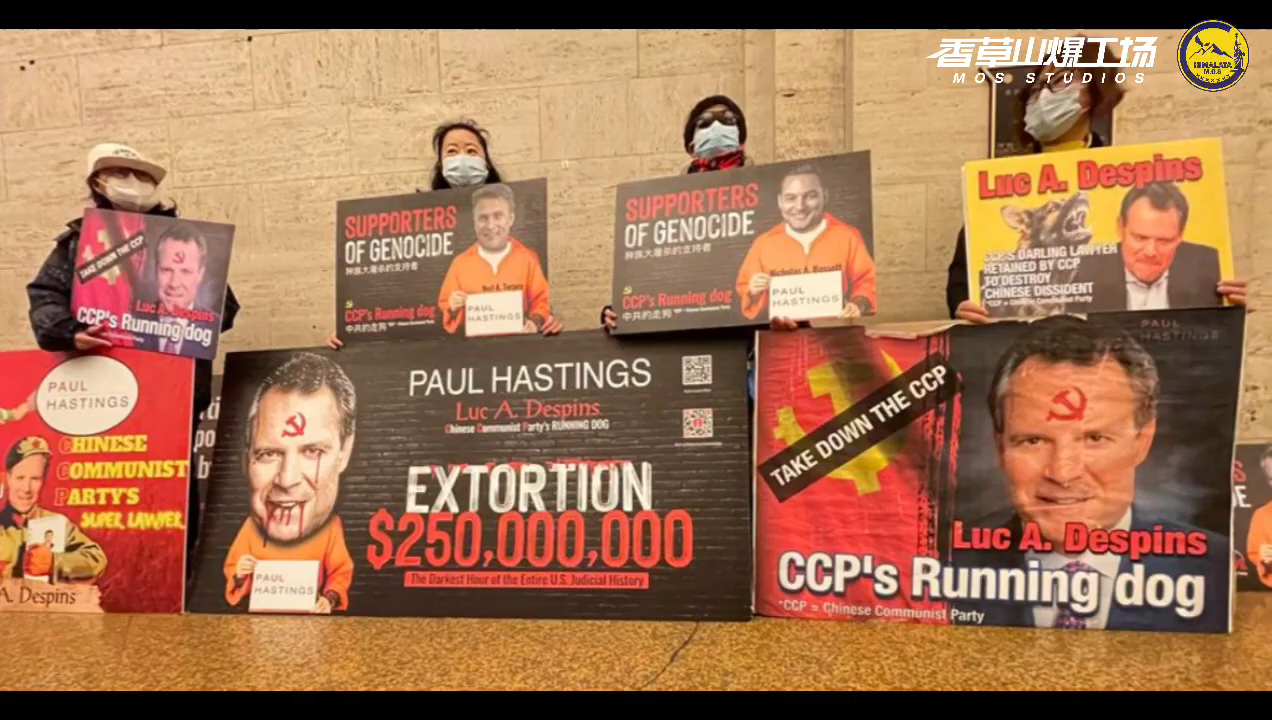 香草山爆工场
MOS STUDIOS
HIMALAYA
M.O.S
TAKE DOWN THE CCP
Luc A. Despins
CCP's Running dog
SUPPORTERS
OF GENOCIDE
种族大屠杀的支持者
CCP's Running dog
中共的走狗
PAUL
HASTINGS
SUPPORTERS
OF GENOCIDE
种族大屠杀的支持者
Nicholas A. Bassett
CCP's Running dog
中共的走狗
PAUL
HASTINGS
Luc A. Despins
CCP'S DARLING LAWYER
RETAINED BY CCP
TO DESTROY
CHINESE DISSIDENT
*CCP = Chinese Communist Party
PAUL
HASTINGS
CHINESE
COMMUNIST
PARTY'S
SUPER LAWYER
A. Despins
PAUL HASTINGS
Luc A. Despins
Chinese Communist Party's RUNNING DOG
EXTORTION
$250,000,000
The Darkest Hour of the Entire U.S. Judicial History
PAUL
HASTINGS
PAUL
HASTINGS
TAKE DOWN THE CCP
Luc A. Despins
CCP's Running dog
*CCP = Chinese Communist Party